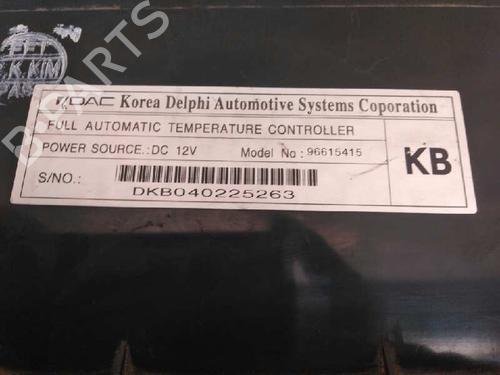 KDAC Korea Delphi Automotive Systems Coporation
FULL AUTOMATIC TEMPERATURE CONTROLLER
POWER SOURCE.:DC 12V Model No : 96615415
KB
S/NO.:
DKB040225263
B-PARTS